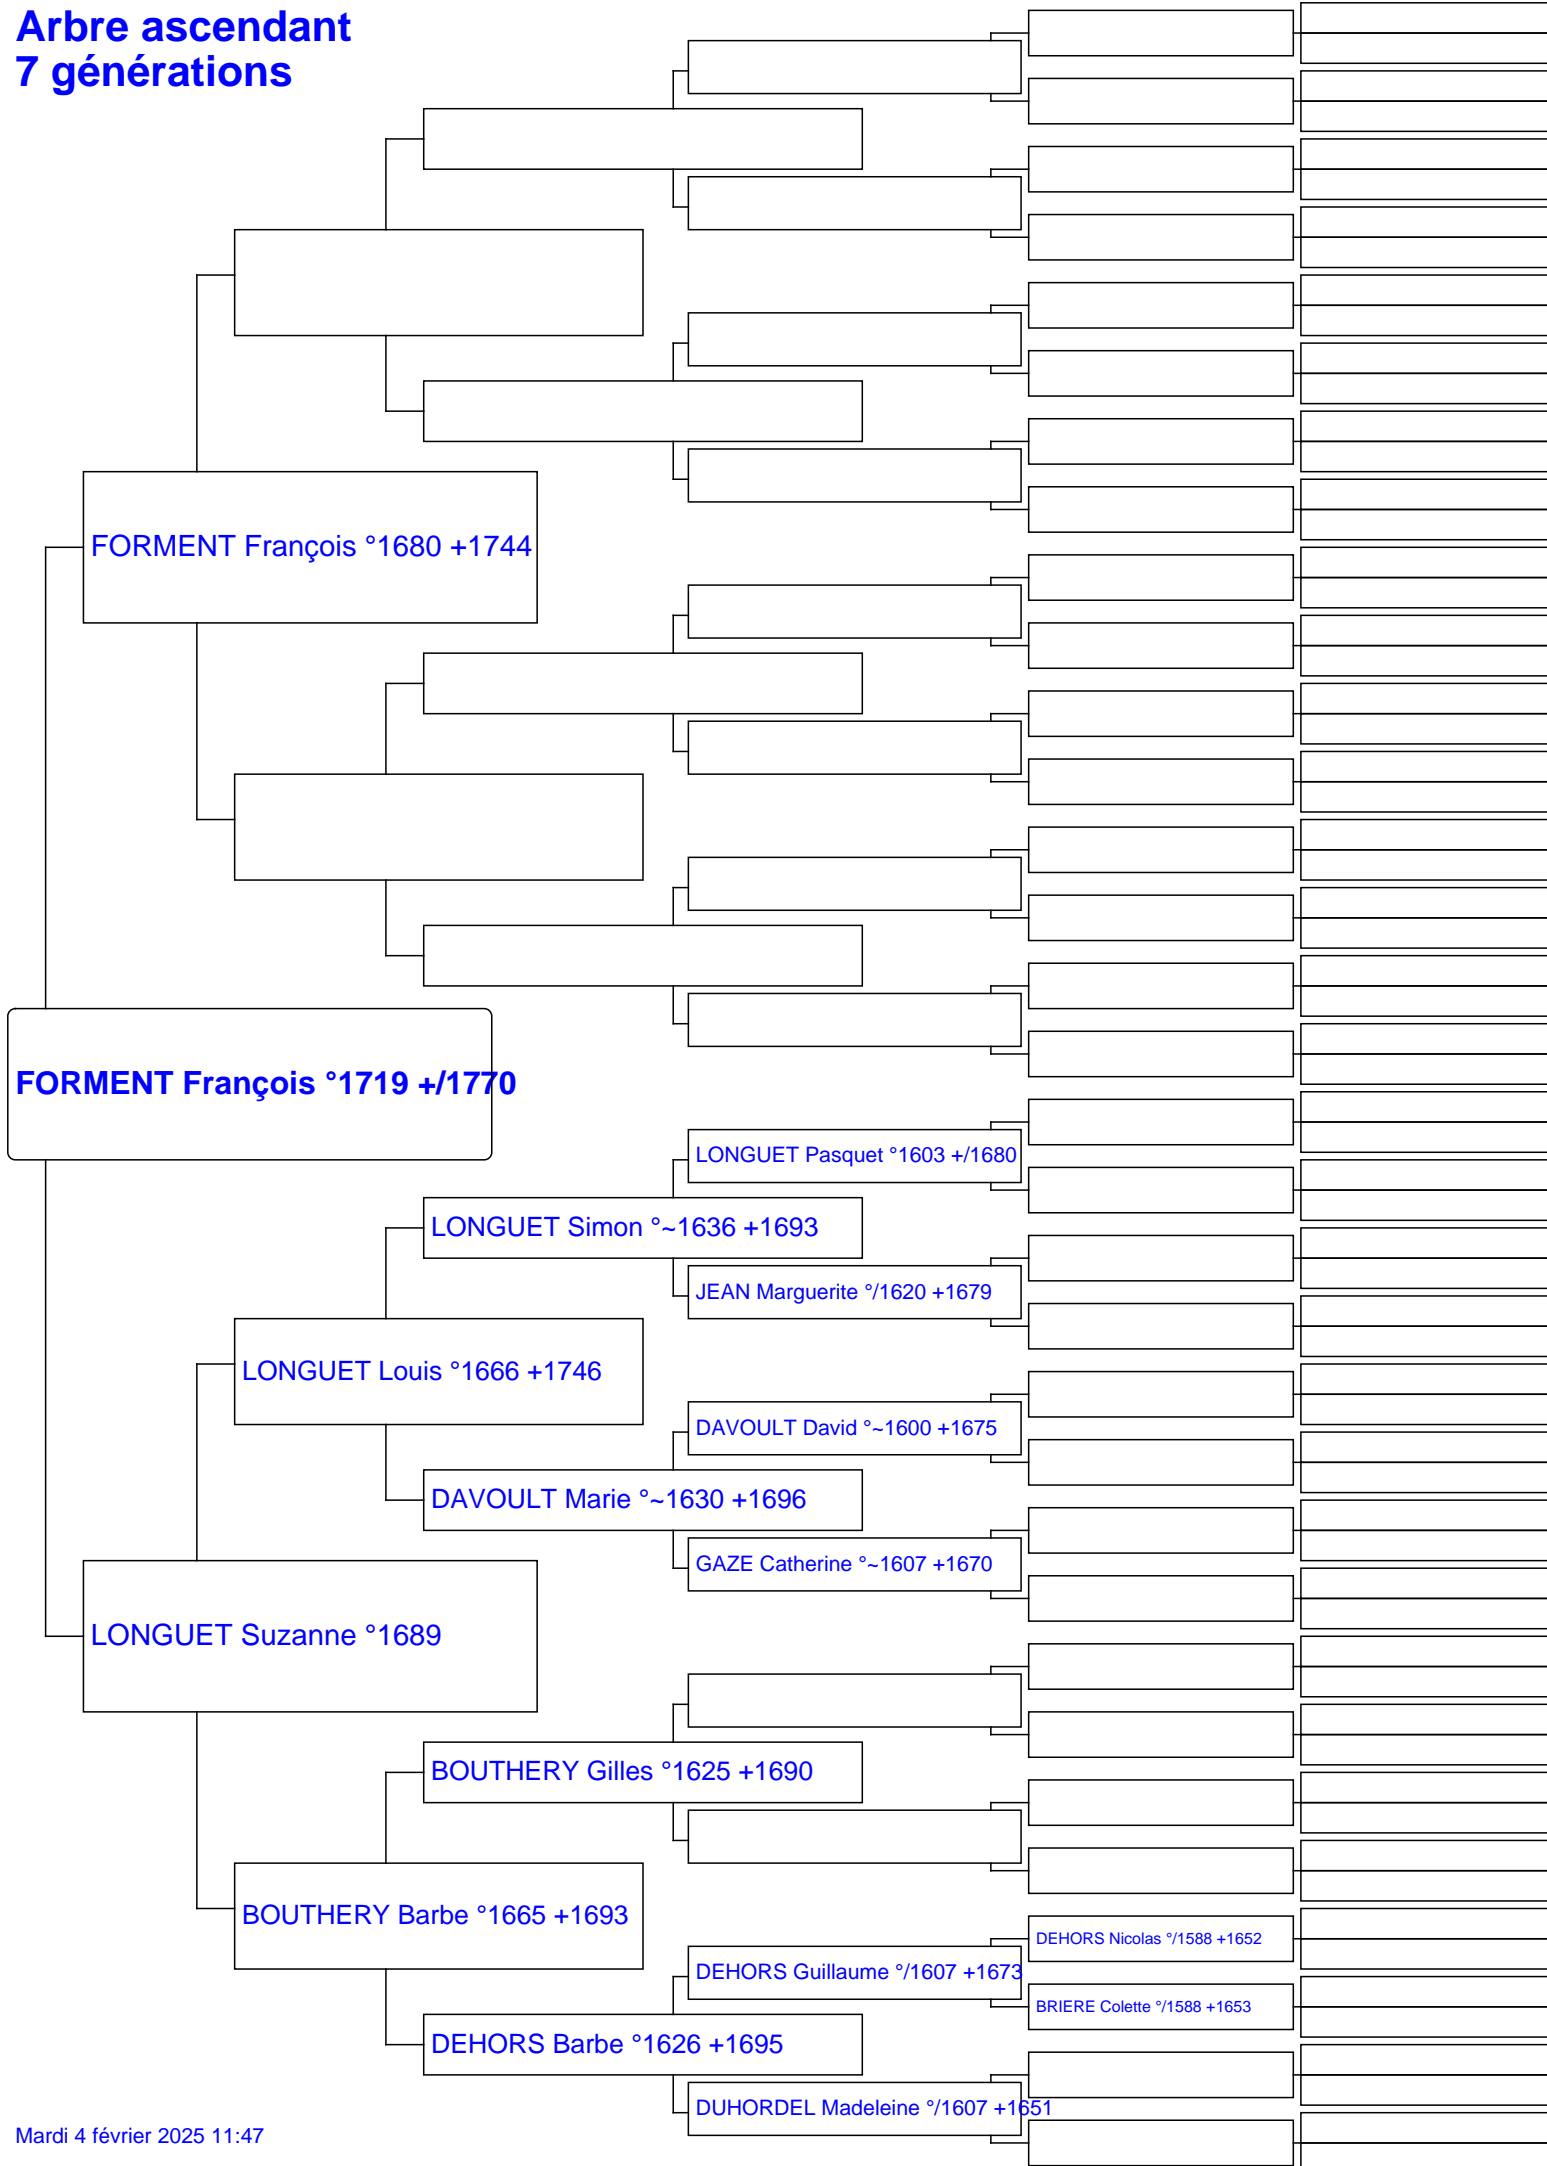 Arbre ascendant
7 générations
FORMENT François °1680 +1744
FORMENT François °1719 +/1770
LONGUET Pasquet °1603 +/1680
LONGUET Simon °~1636 +1693
JEAN Marguerite °/1620 +1679
LONGUET Louis °1666 +1746
DAVOULT David °~1600 +1675
DAVOULT Marie °~1630 +1696
GAZE Catherine °~1607 +1670
LONGUET Suzanne °1689
BOUTHERY Gilles °1625 +1690
BOUTHERY Barbe °1665 +1693
DEHORS Nicolas °/1588 +1652
DEHORS Guillaume °/1607 +1673
BRIERE Colette °/1588 +1653
DEHORS Barbe °1626 +1695
DUHORDEL Madeleine °/1607 +1651
Mardi 4 février 2025 11:47